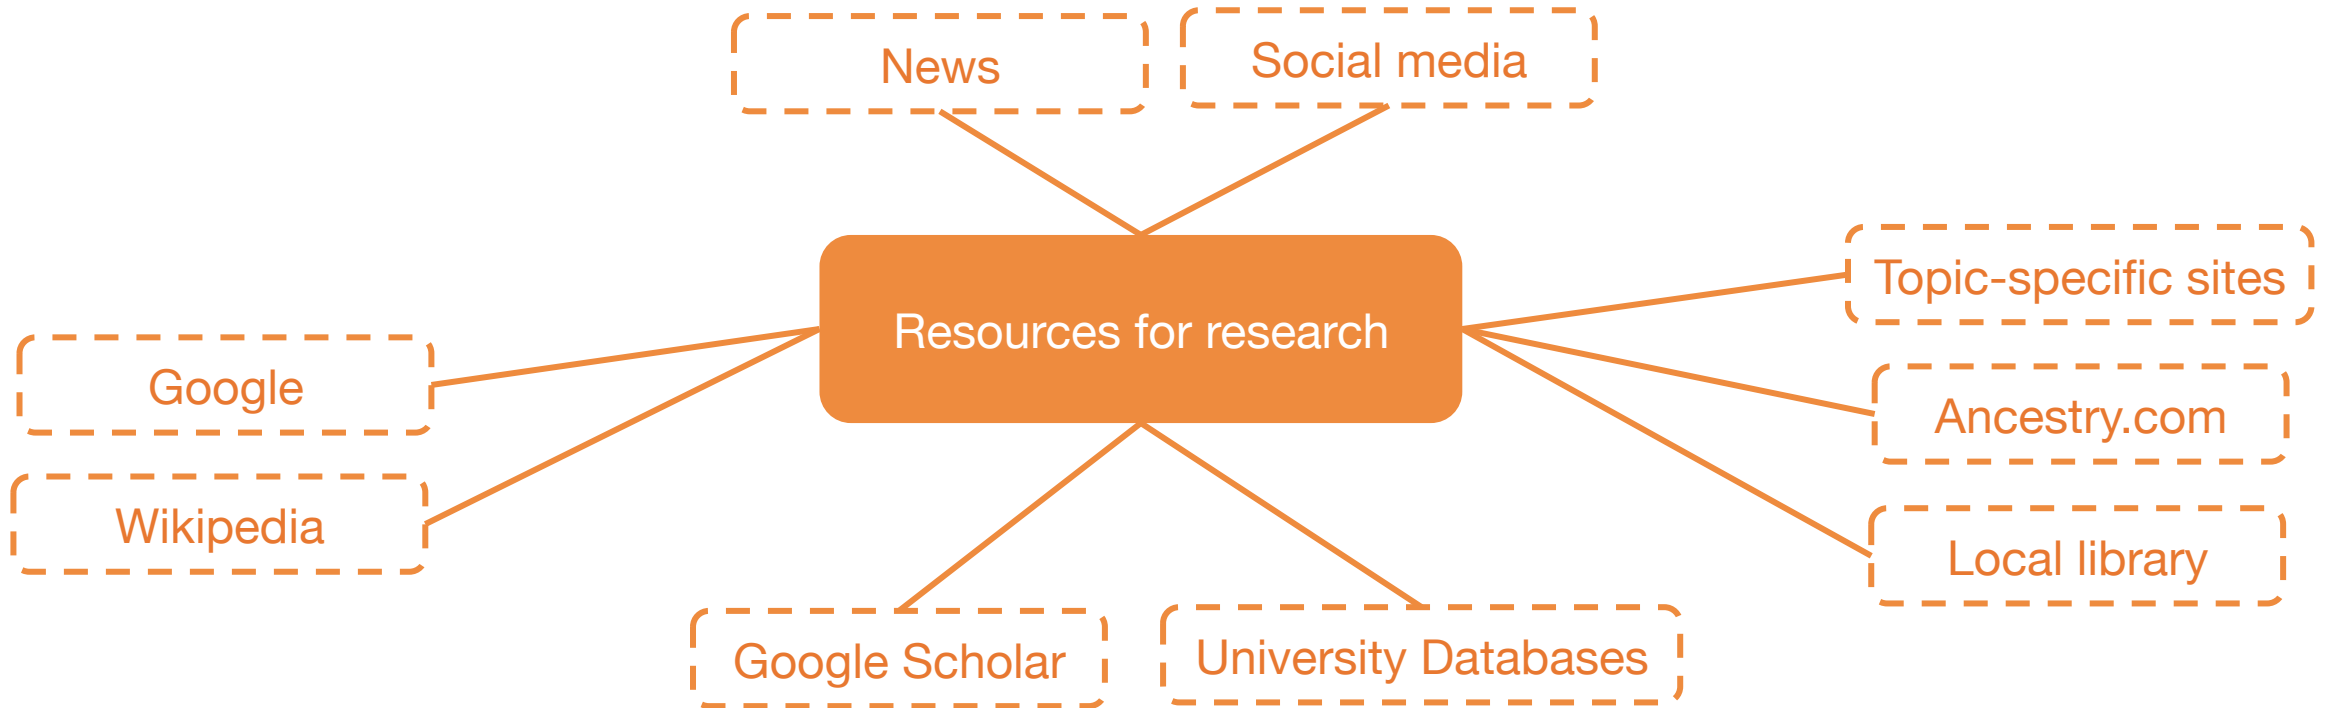 News
Social media
Resources for research
Topic-specific sites
Google
Ancestry.com
Wikipedia
Local library
Google Scholar
University Databases